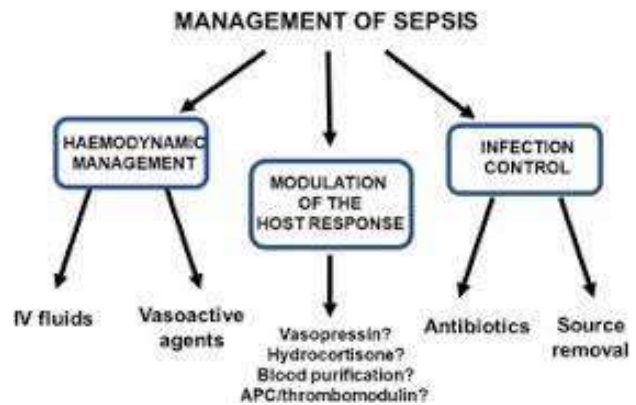 MANAGEMENT OF SEPSIS
HAEMODYNAMIC
MANAGEMENT
MODULATION
OF THE
HOST RESPONSE
INFECTION
CONTROL
IV fluids
Vasoactive
agents
Vasopressin?
Hydrocortisone?
Blood purification?
APC/thrombomodulin?
Antibiotics
Source
removal